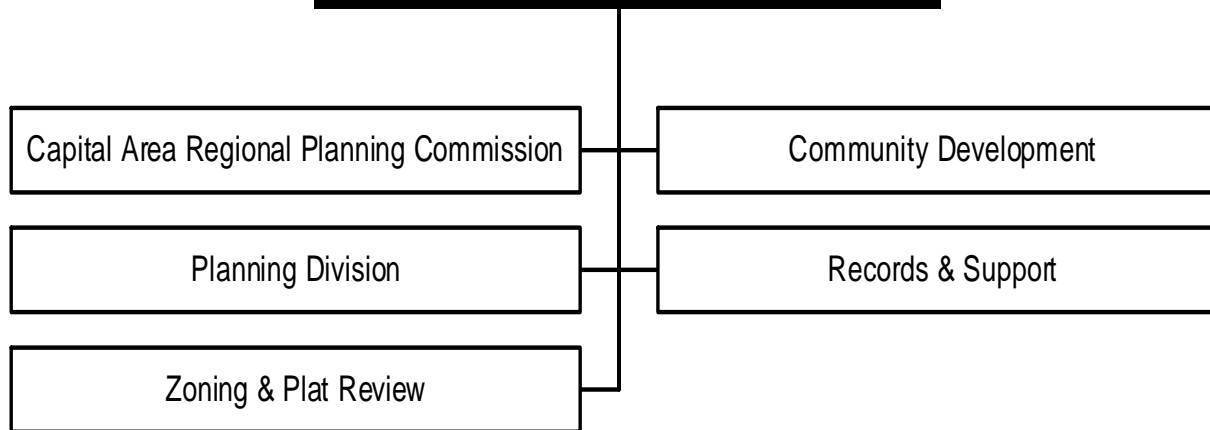 Capital Area Regional Planning Commission
Community Development
Planning Division
Records & Support
Zoning & Plat Review